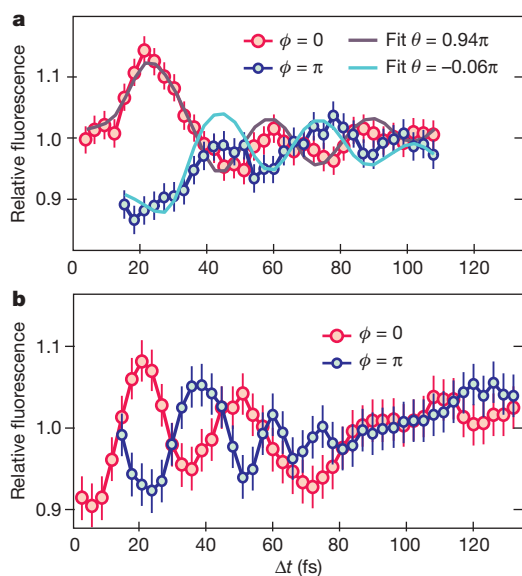 a
ϕ = 0
Fit θ = 0.94π
ϕ = π
Fit θ = –0.06π
Relative fluorescence
1.1
1.0
0.9
0 20 40 60 80 100 120
b
ϕ = 0
ϕ = π
Relative fluorescence
1.1
1.0
0.9
0 20 40 60 80 100 120
Δt (fs)